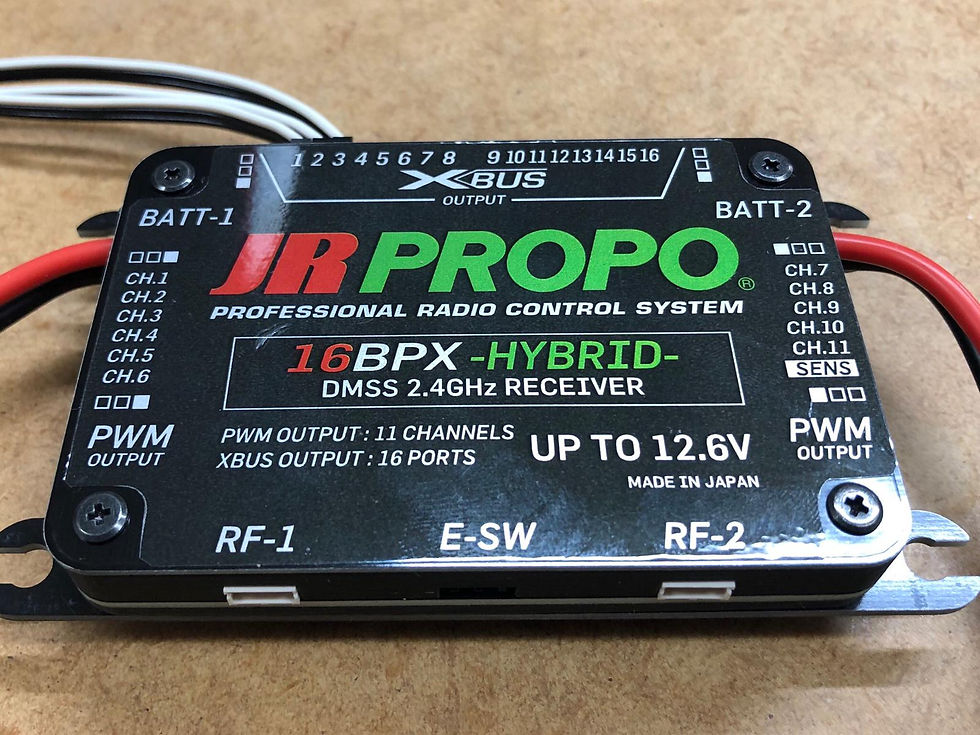 1 2 3 4 5 6 7 8 9 10 11 12 13 14 15 16
XBUS
OUTPUT
BATT-1
BATT-2
JR PROPO®
PROFESSIONAL RADIO CONTROL SYSTEM
CH.1
CH.2
CH.3
CH.4
CH.5
CH.6
PWM
OUTPUT
16BPX -HYBRID-
DMSS 2.4GHz RECEIVER
PWM OUTPUT : 11 CHANNELS
XBUS OUTPUT : 16 PORTS
UP TO 12.6V
MADE IN JAPAN
CH.7
CH.8
CH.9
CH.10
CH.11
SENS
PWM
OUTPUT
RF-1
E-SW
RF-2